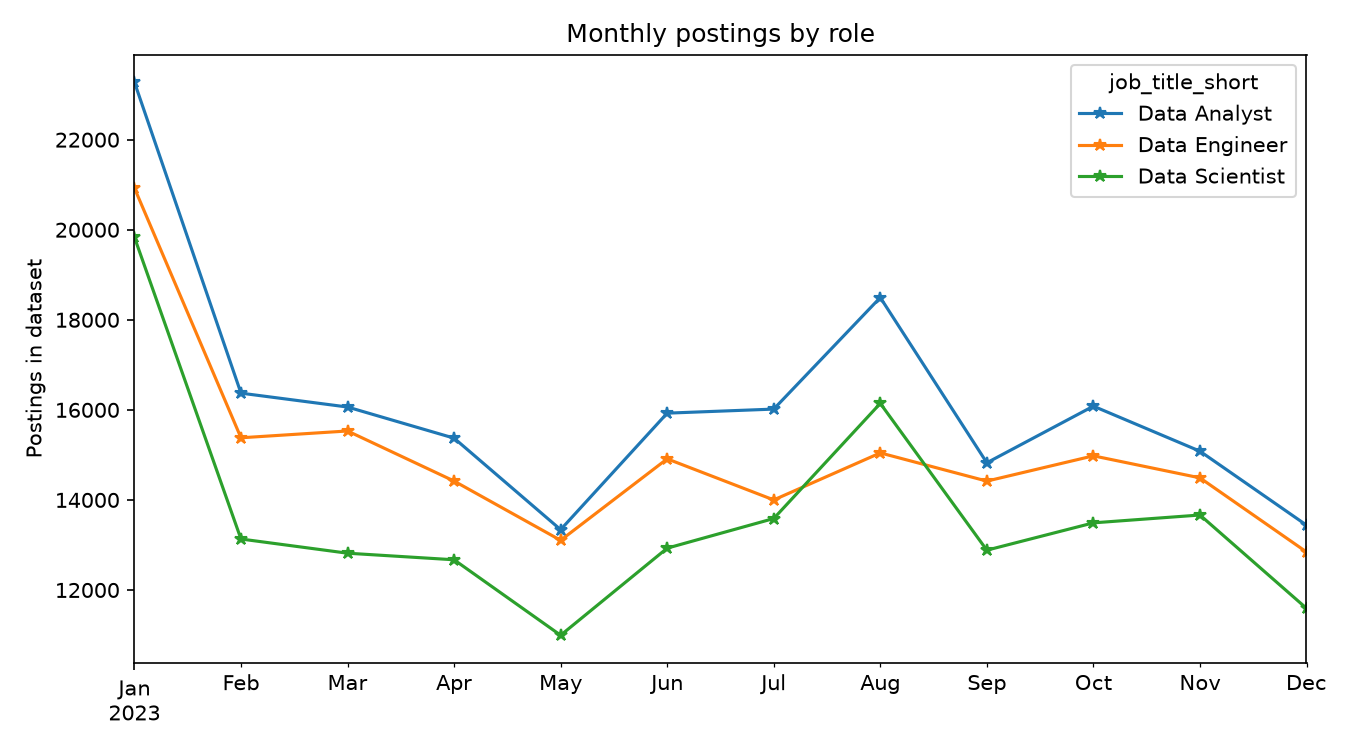 Monthly postings by role
job_title_short
Data Analyst
Data Engineer
Data Scientist
Postings in dataset
22000
20000
18000
16000
14000
12000
Jan Feb Mar Apr May Jun Jul Aug Sep Oct Nov Dec
2023